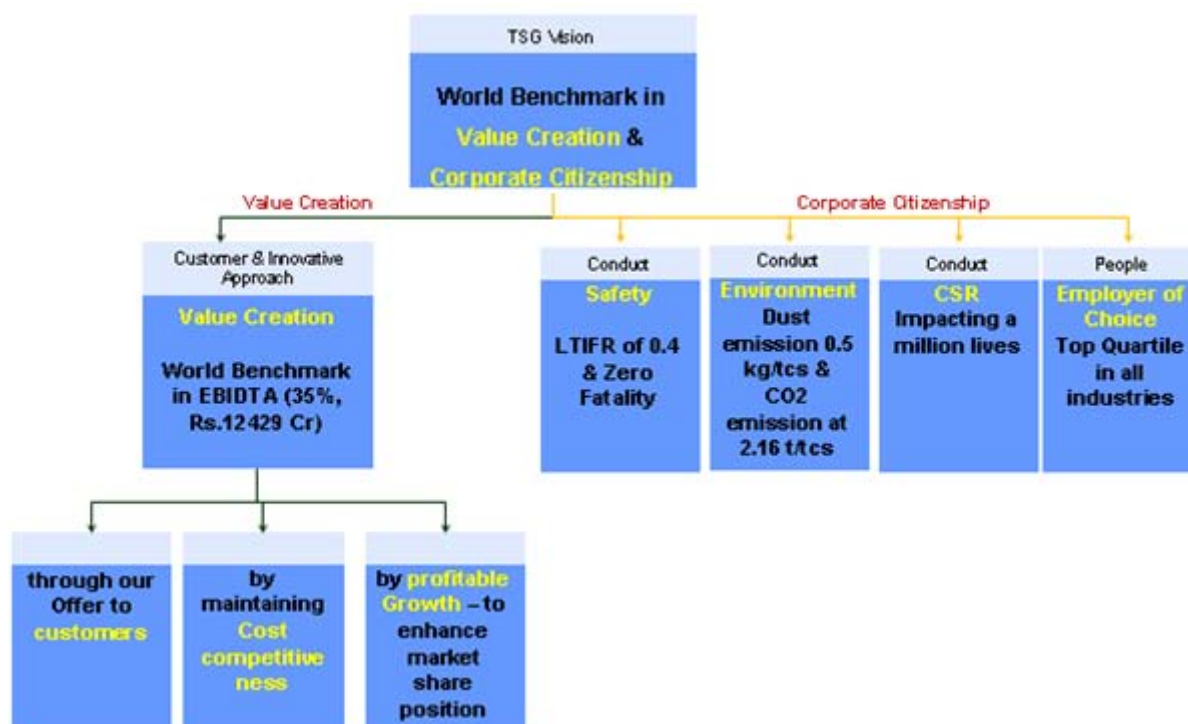 TSG Vision
World Benchmark in
Value Creation &
Corporate Citizenship
Value Creation
Corporate Citizenship
Customer & Innovative
Approach
Value Creation
World Benchmark
in EBIDTA (35%,
Rs.12429 Cr)
Conduct
Safety
LTIFR of 0.4
& Zero
Fatality
Conduct
Environment
Dust
emission 0.5
kg/tcs &
CO2
emission at
2.16 t/tcs
Conduct
CSR
Impacting a
million lives
People
Employer of
Choice
Top Quartile
in all
industries
through our
Offer to
customers
by
maintaining
Cost
competitive
ness
by profitable
Growth – to
enhance
market
share
position